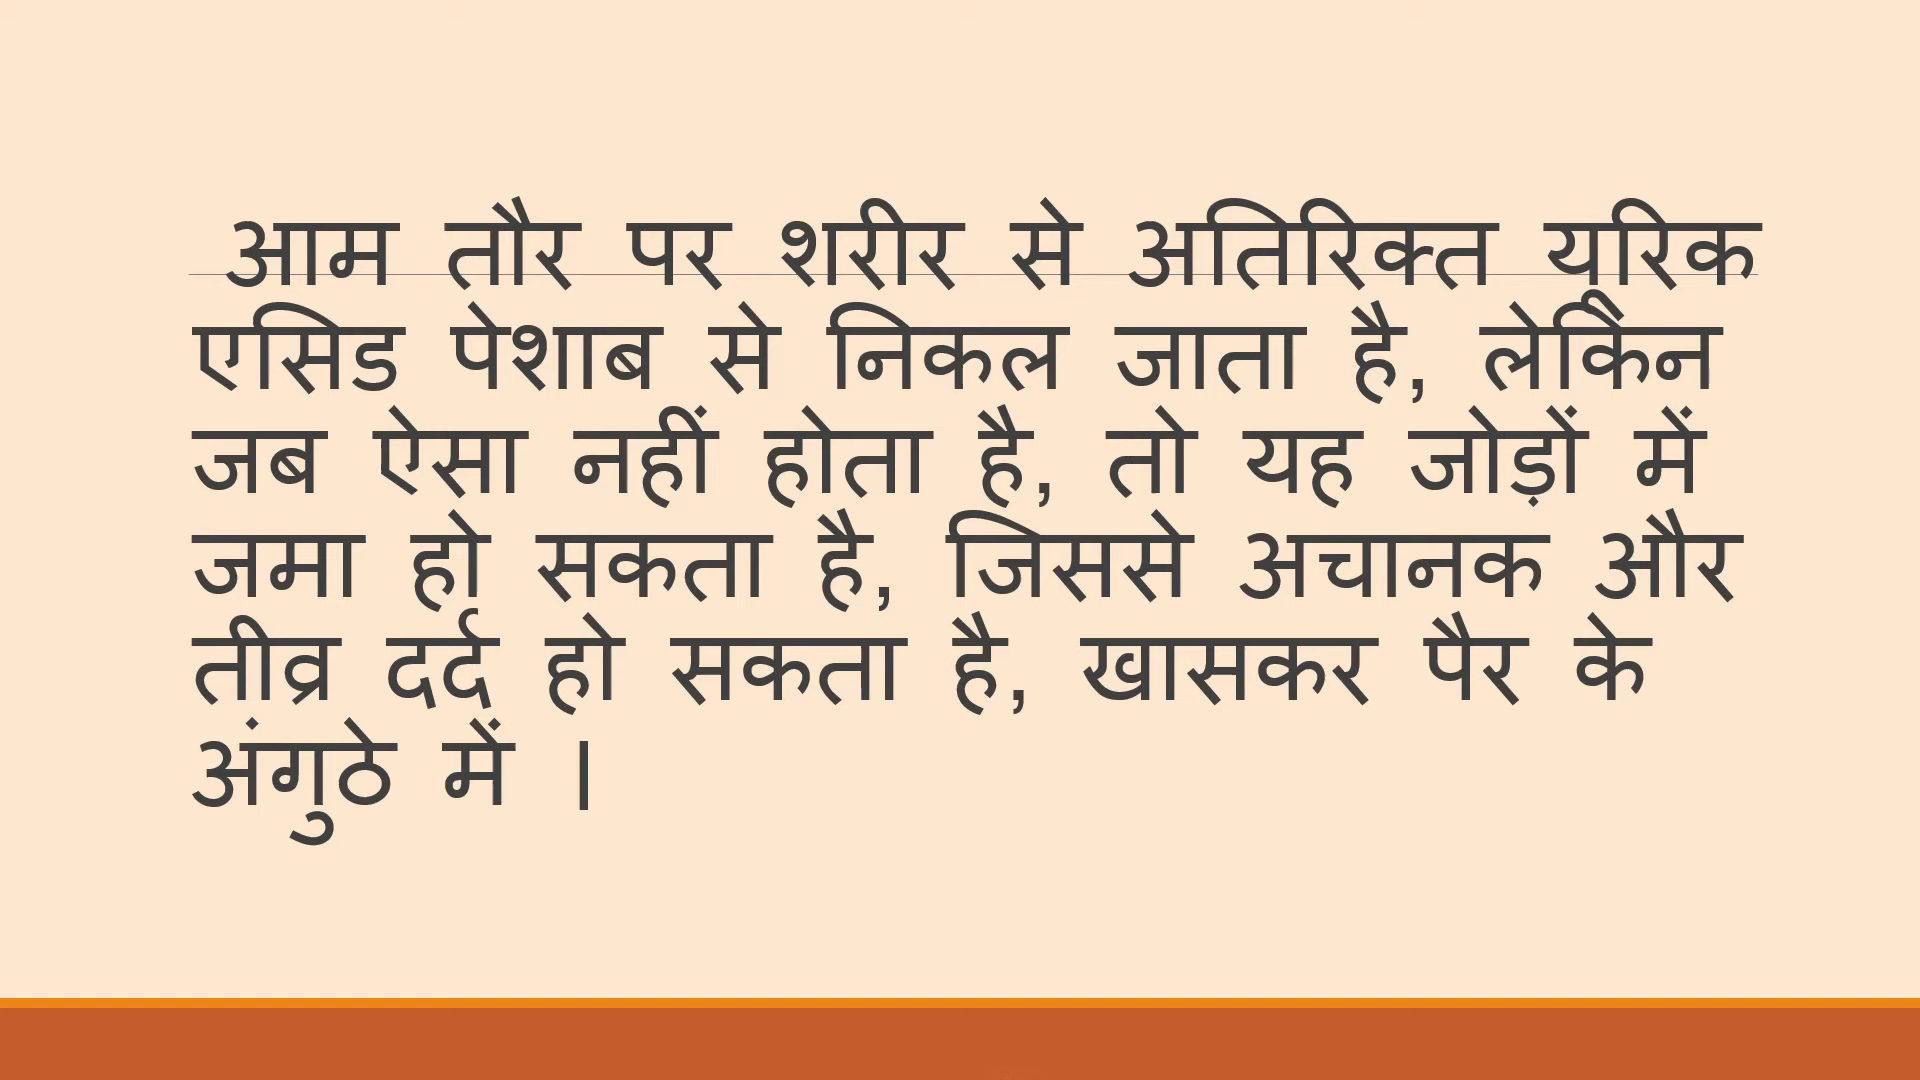 आम तौर पर शरीर से अतिरिक्त यूरिक
एसिड पेशाब से निकल जाता है, लेकिन
जब ऐसा नहीं होता है, तो यह जोड़ों में
जमा हो सकता है, जिससे अचानक और
तीव्र दर्द हो सकता है, खासकर पैर के
अंगुठे में ।